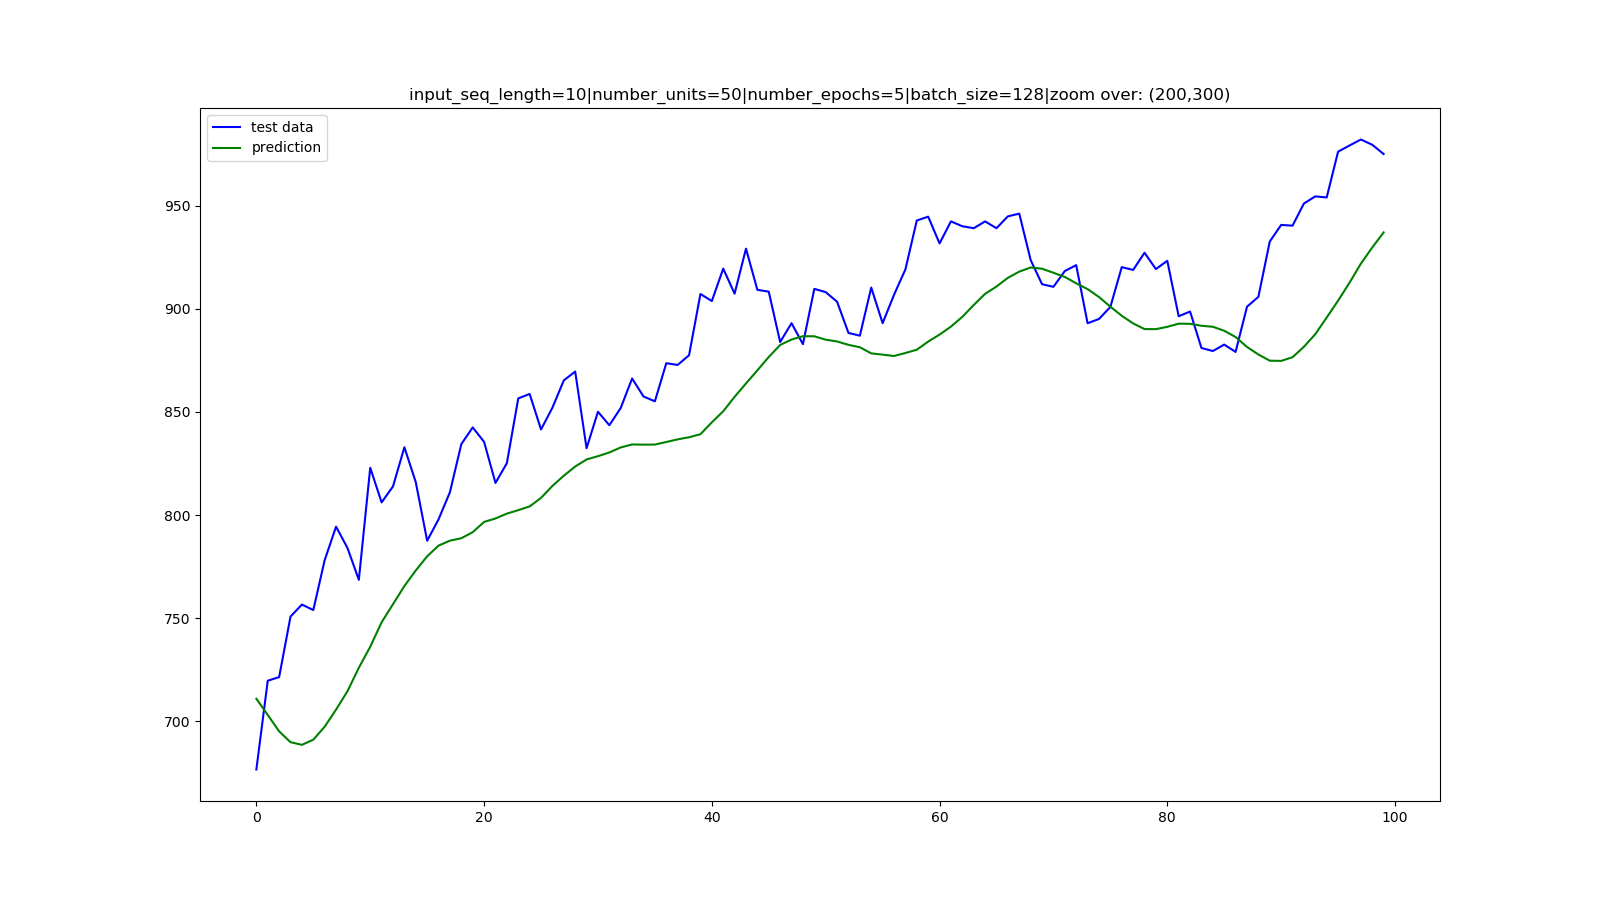 input_seq_length=10|number_units=50|number_epochs=5|batch_size=128|zoom over: (200,300)
test data
prediction
950
900
850
800
750
700
0 20 40 60 80 100